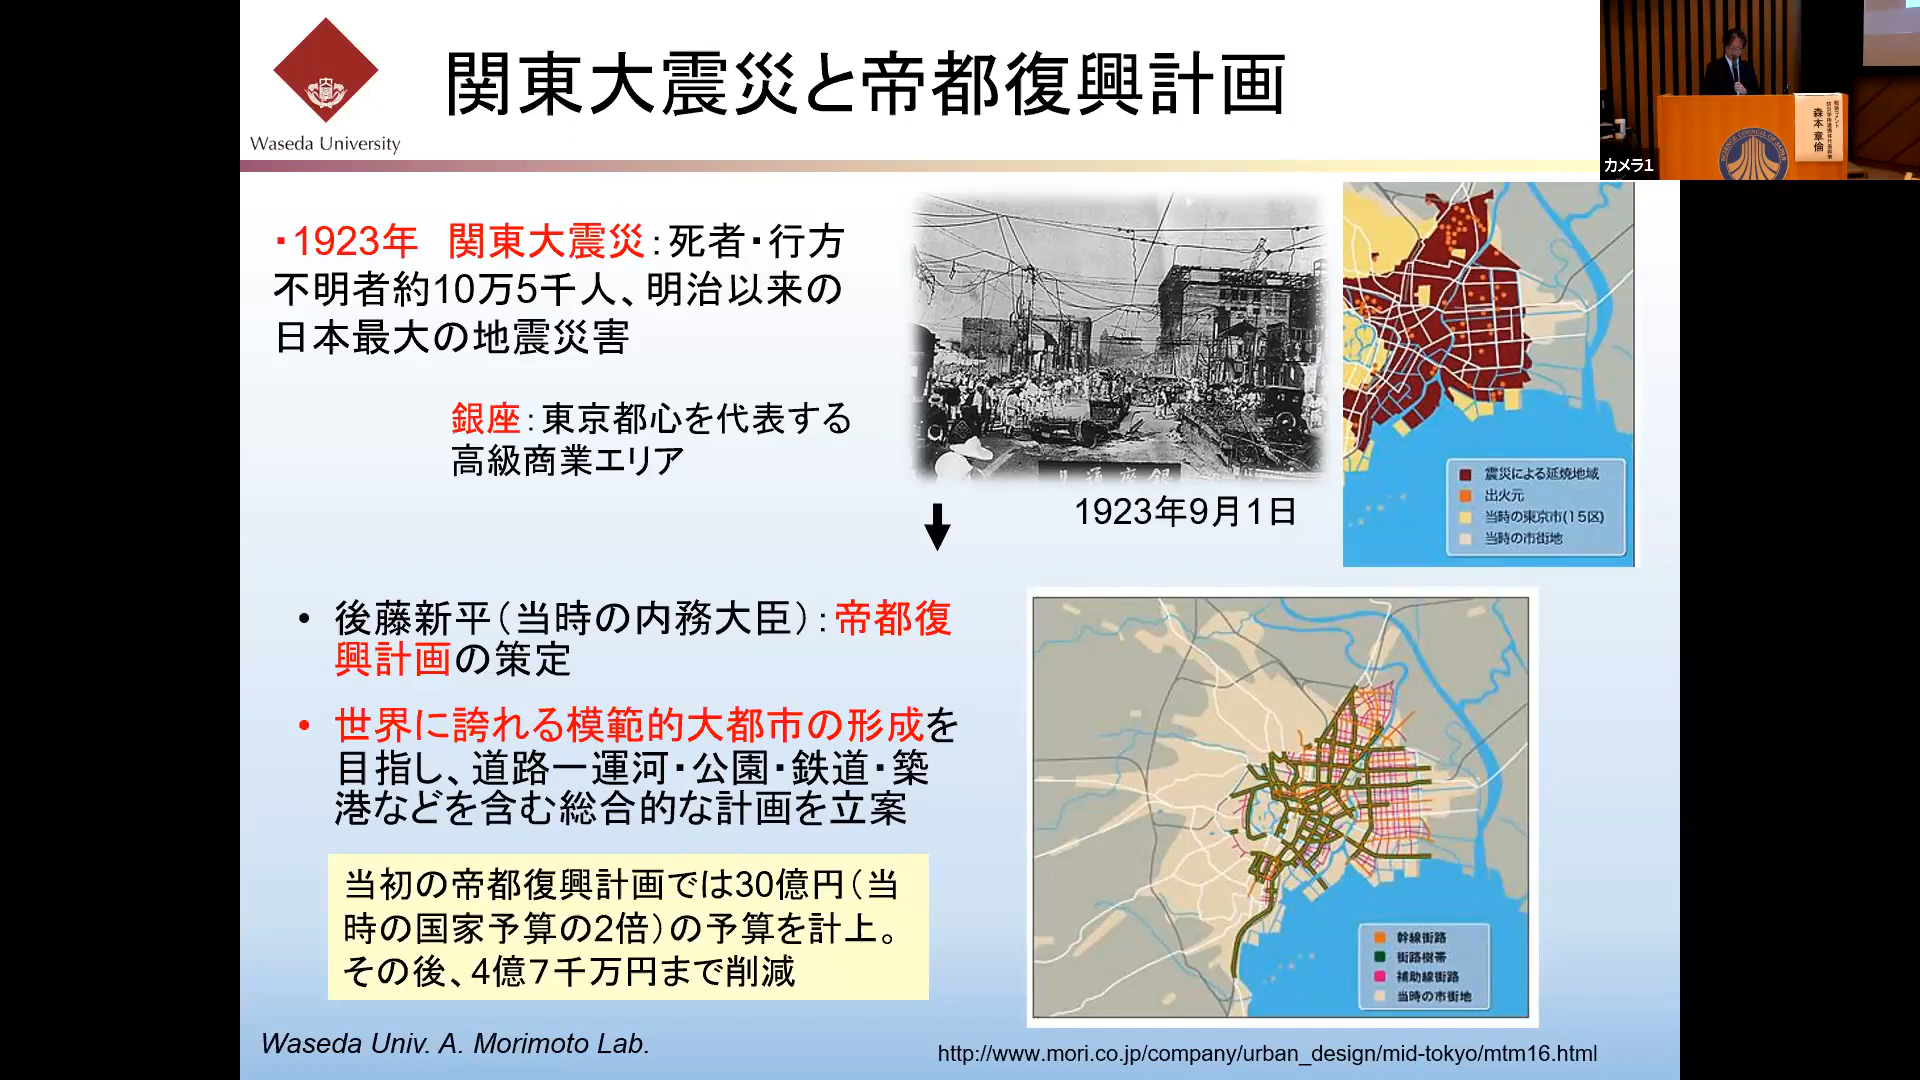 関東大震災と帝都復興計画
Waseda University
カメラ1
森本 章倫
SCIENCE COUNCIL OF JAPAN
・1923年 関東大震災：死者・行方
不明者約10万5千人、明治以来の
日本最大の地震災害
銀座：東京都心を代表する
高級商業エリア
1923年9月1日
震災による延焼地域
出火元
当時の東京市(15区)
当時の市街地
• 後藤新平（当時の内務大臣）：帝都復
興計画の策定
• 世界に誇れる模範的大都市の形成を
目指し、道路ー運河・公園・鉄道・築
港などを含む総合的な計画を立案
当初の帝都復興計画では30億円（当
時の国家予算の2倍）の予算を計上。
その後、4億７千万円まで削減
幹線街路
街路樹帯
補助線街路
当時の市街地
Waseda Univ. A. Morimoto Lab.
http://www.mori.co.jp/company/urban_design/mid-tokyo/mtm16.html